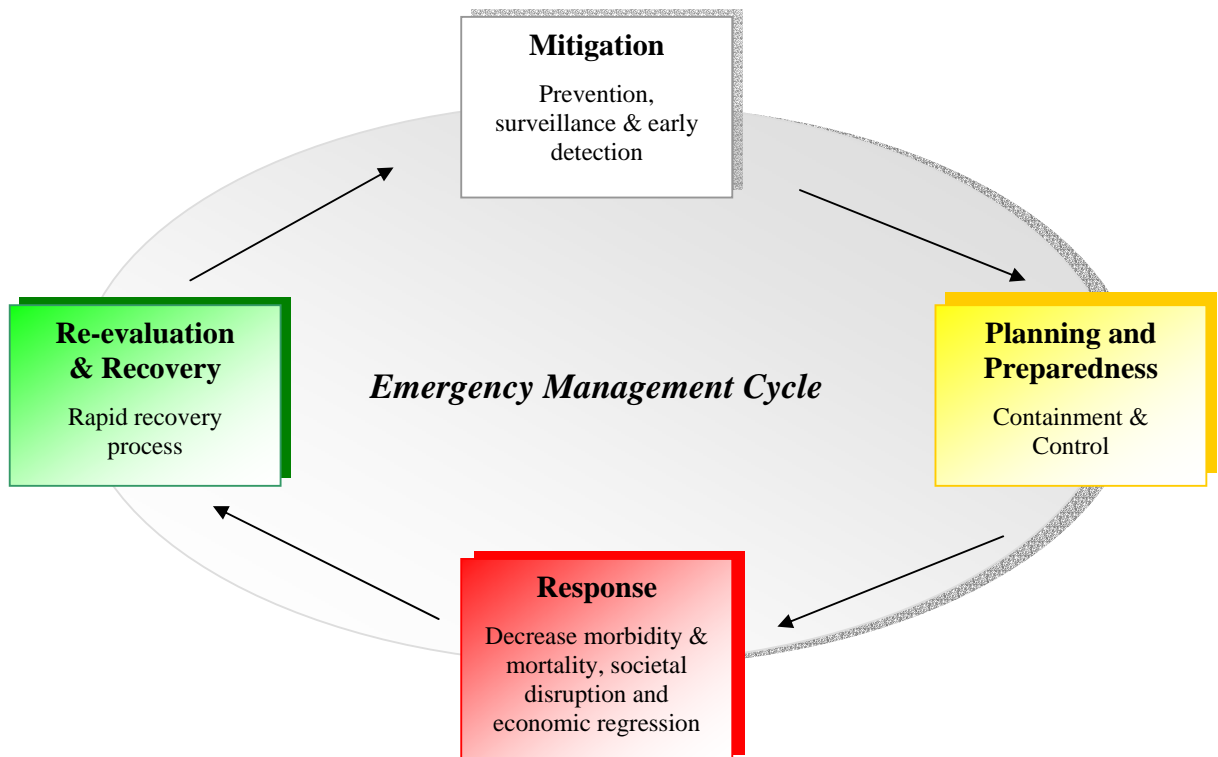 Mitigation
Prevention,
surveillance & early
detection
Re-evaluation
& Recovery
Rapid recovery
process
Emergency Management Cycle
Planning and
Preparedness
Containment &
Control
Response
Decrease morbidity &
mortality, societal
disruption and
economic regression